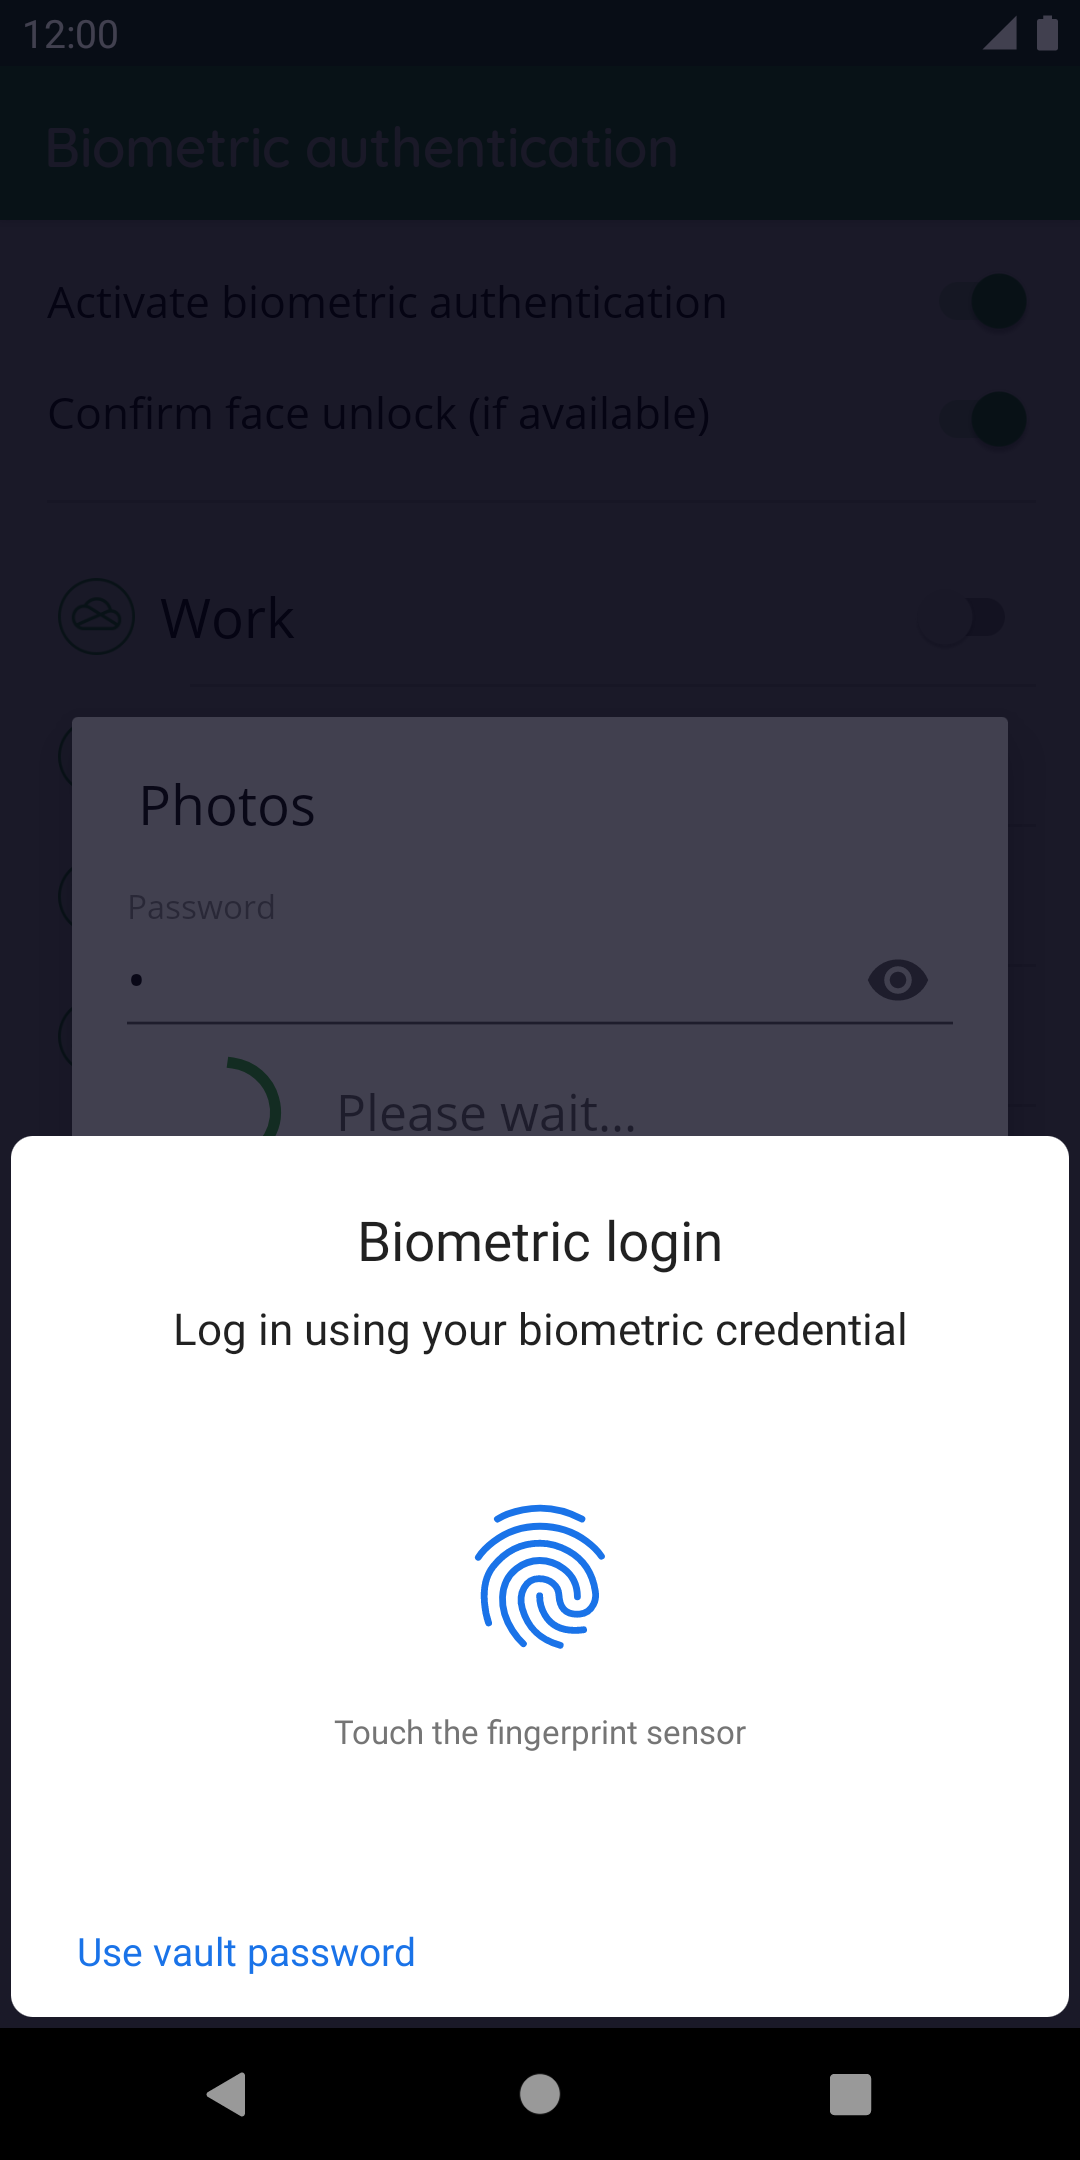 12:00
Biometric authentication
Activate biometric authentication
Confirm face unlock (if available)
Work
Photos
Password
Please wait...
Biometric login
Log in using your biometric credential
Touch the fingerprint sensor
Use vault password